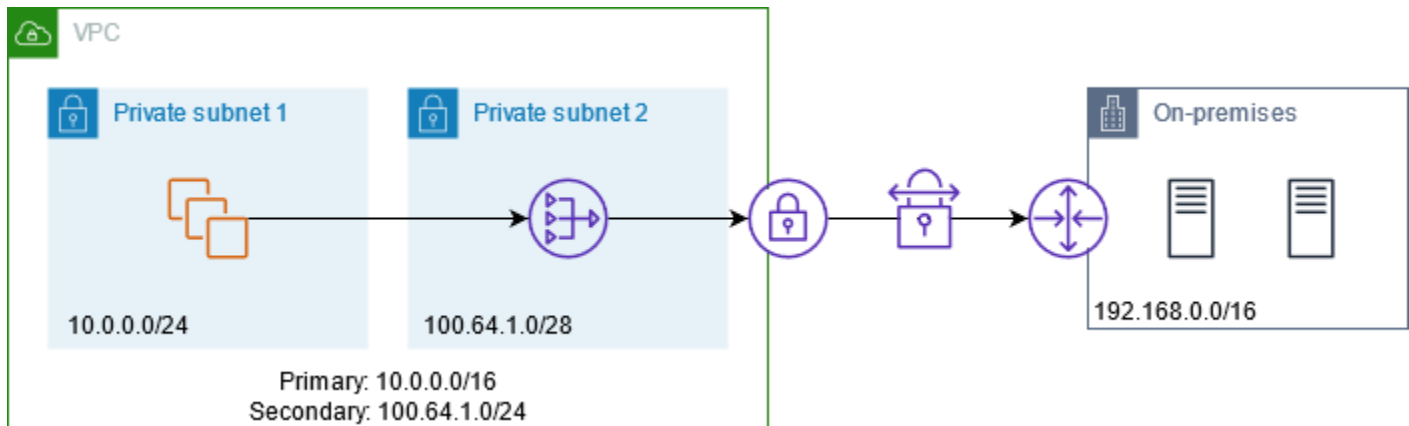 VPC
Private subnet 1
Private subnet 2
On-premises
10.0.0.0/24
100.64.1.0/28
192.168.0.0/16
Primary: 10.0.0.0/16
Secondary: 100.64.1.0/24